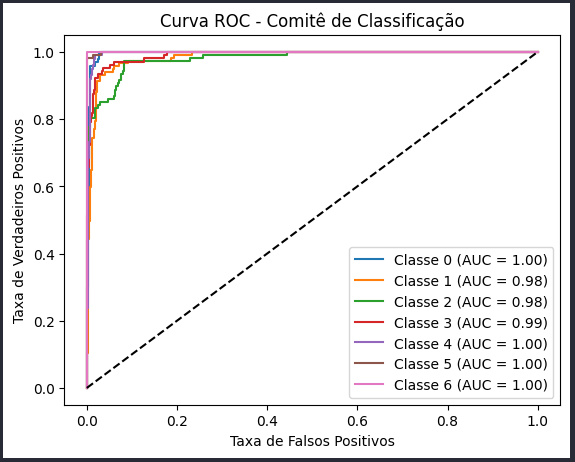 Curva ROC - Comitê de Classificação
Taxa de Verdadeiros Positivos
1.0
0.8
0.6
0.4
0.2
0.0
Classe 0 (AUC = 1.00)
Classe 1 (AUC = 0.98)
Classe 2 (AUC = 0.98)
Classe 3 (AUC = 0.99)
Classe 4 (AUC = 1.00)
Classe 5 (AUC = 1.00)
Classe 6 (AUC = 1.00)
0.0 0.2 0.4 0.6 0.8 1.0
Taxa de Falsos Positivos